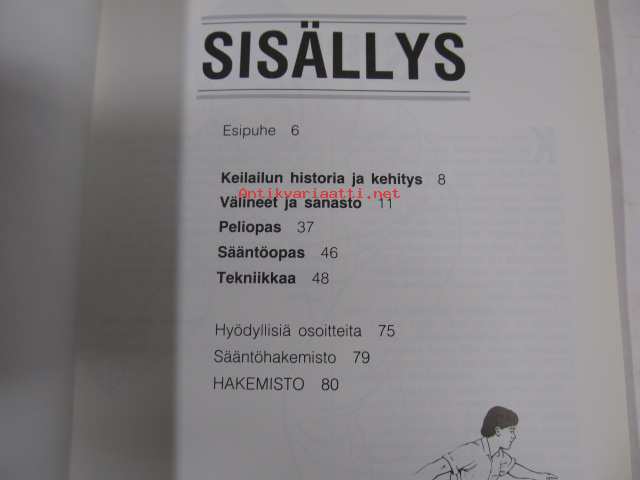 SISÄLLYS
Esipuhe 6
Keilailun historia ja kehitys 8
Antikvariaatti.net
Välineet ja sanasto 11
Peliopas 37
Sääntöopas 46
Tekniikkaa 48
Hyödyllisiä osoitteita 75
Sääntöhakemisto 79
HAKEMISTO 80